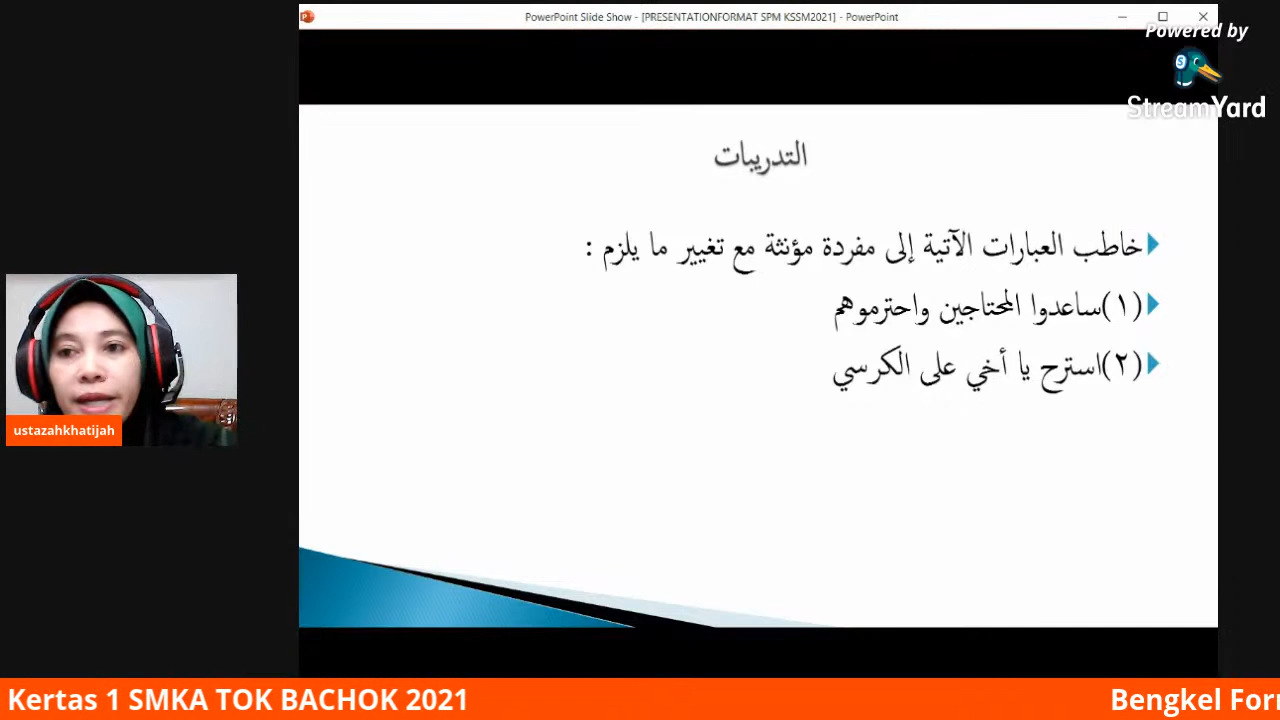 PowerPoint Slide Show - [PRESENTATIONFORMAT SPM KSSM2021] - PowerPoint
Powered by
StreamYard
التدريبات
خاطب العبارات الآتية إلى مفردة مؤنثة مع تغيير ما يلزم :
(١)ساعدوا المحتاجين واحترموهم
(٢)استرح يا أخي على الكرسي
ustazahkhatijah
Kertas 1 SMKA TOK BACHOK 2021
Bengkel For